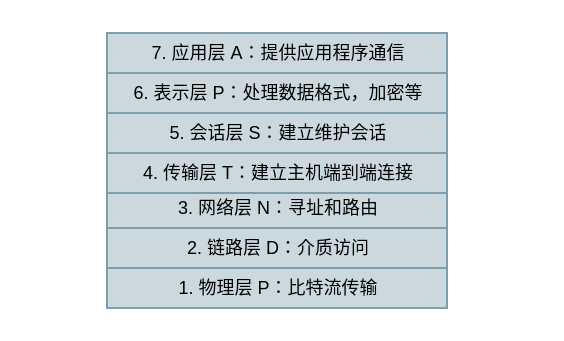 7. 应用层 A：提供应用程序通信
6. 表示层 P：处理数据格式，加密等
5. 会话层 S：建立维护会话
4. 传输层 T：建立主机端到端连接
3. 网络层 N：寻址和路由
2. 链路层 D：介质访问
1. 物理层 P：比特流传输